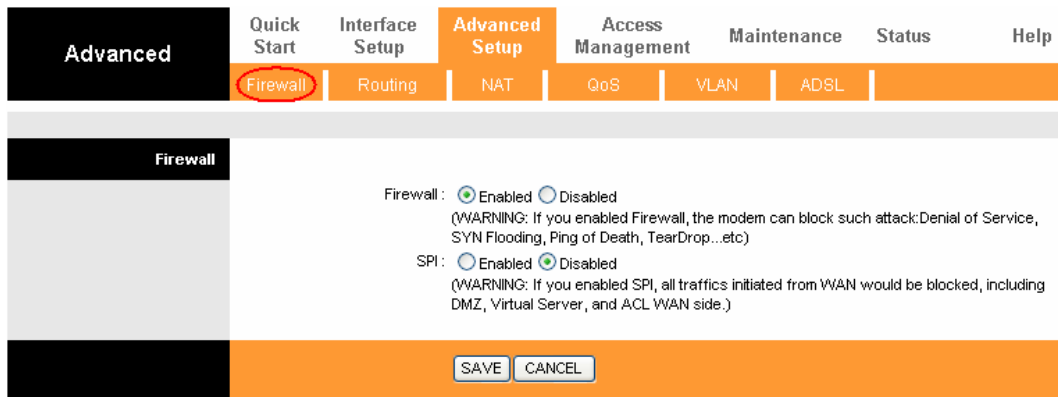 Advanced
Quick Start
Interface Setup
Advanced Setup
Access Management
Maintenance
Status
Help
Firewall
Routing
NAT
QoS
VLAN
ADSL
Firewall
Firewall : Enabled Disabled
(WARNING: If you enabled Firewall, the modem can block such attack:Denial of Service,
SYN Flooding, Ping of Death, TearDrop...etc)
SPI : Enabled Disabled
(WARNING: If you enabled SPI, all traffics initiated from WAN would be blocked, including
DMZ, Virtual Server, and ACL WAN side.)
SAVE CANCEL